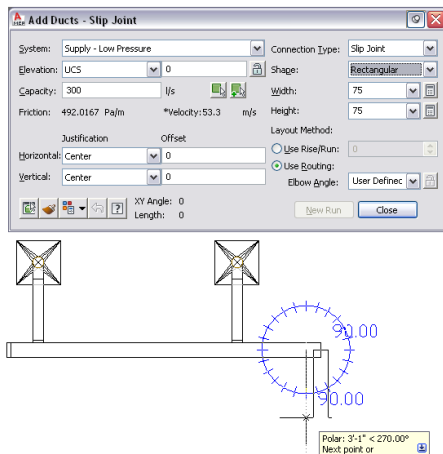 Add Ducts - Slip Joint
System: Supply - Low Pressure
Connection Type: Slip Joint
Elevation: UCS 0
Shape: Rectangular
Capacity: 300 l/s
Width: 75
Friction: 492.0167 Pa/m *Velocity: 53.3 m/s
Height: 75
Justification Offset
Layout Method:
Horizontal: Center 0
Use Rise/Run: 0
Vertical: Center 0
Use Routing:
Elbow Angle: User Definec
XY Angle: 0
Length: 0
New Run Close
90.00
90.00
Polar: 3'-1" < 270.00°
Next point or